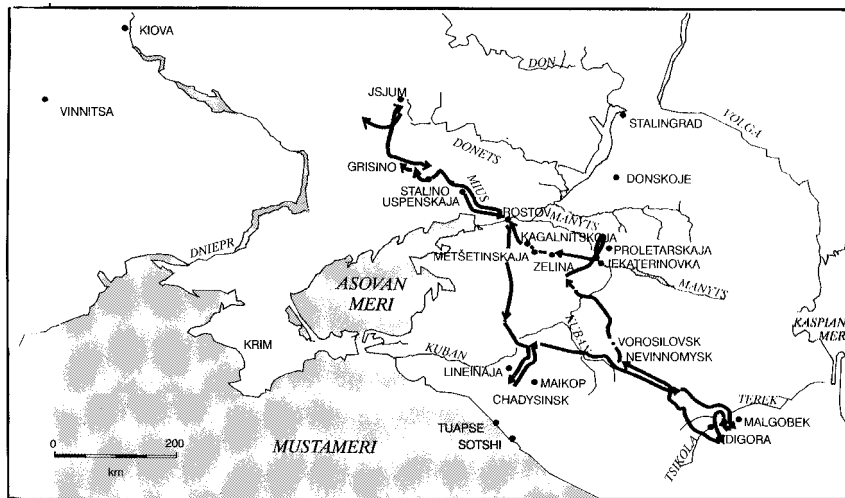 KIOVA
VINNITSA
JSJUM
DON
STALINGRAD
VOLGA
GRISINO
DONETS
DONSKOJE
STALINO
MIUS
USPENSKAJA
ROSTOV
MANYTS
KAGALNITSKOJA
PROLETARSKAJA
METŠETINSKAJA
ZELINA
JEKATERINOVKA
DNIEPR
MANYTS
ASOVAN
MERI
KASPIAN
MERI
KRIM
KUBAN
KUBAN
VOROSILOVSK
NEVINNOMYSK
LINEINAJA
MAIKOP
CHADYSINSK
TEREK
MALGOBEK
TUAPSE
DIGORA
SOTSHI
TSIKOLA
MUSTAMERI
0
200
km